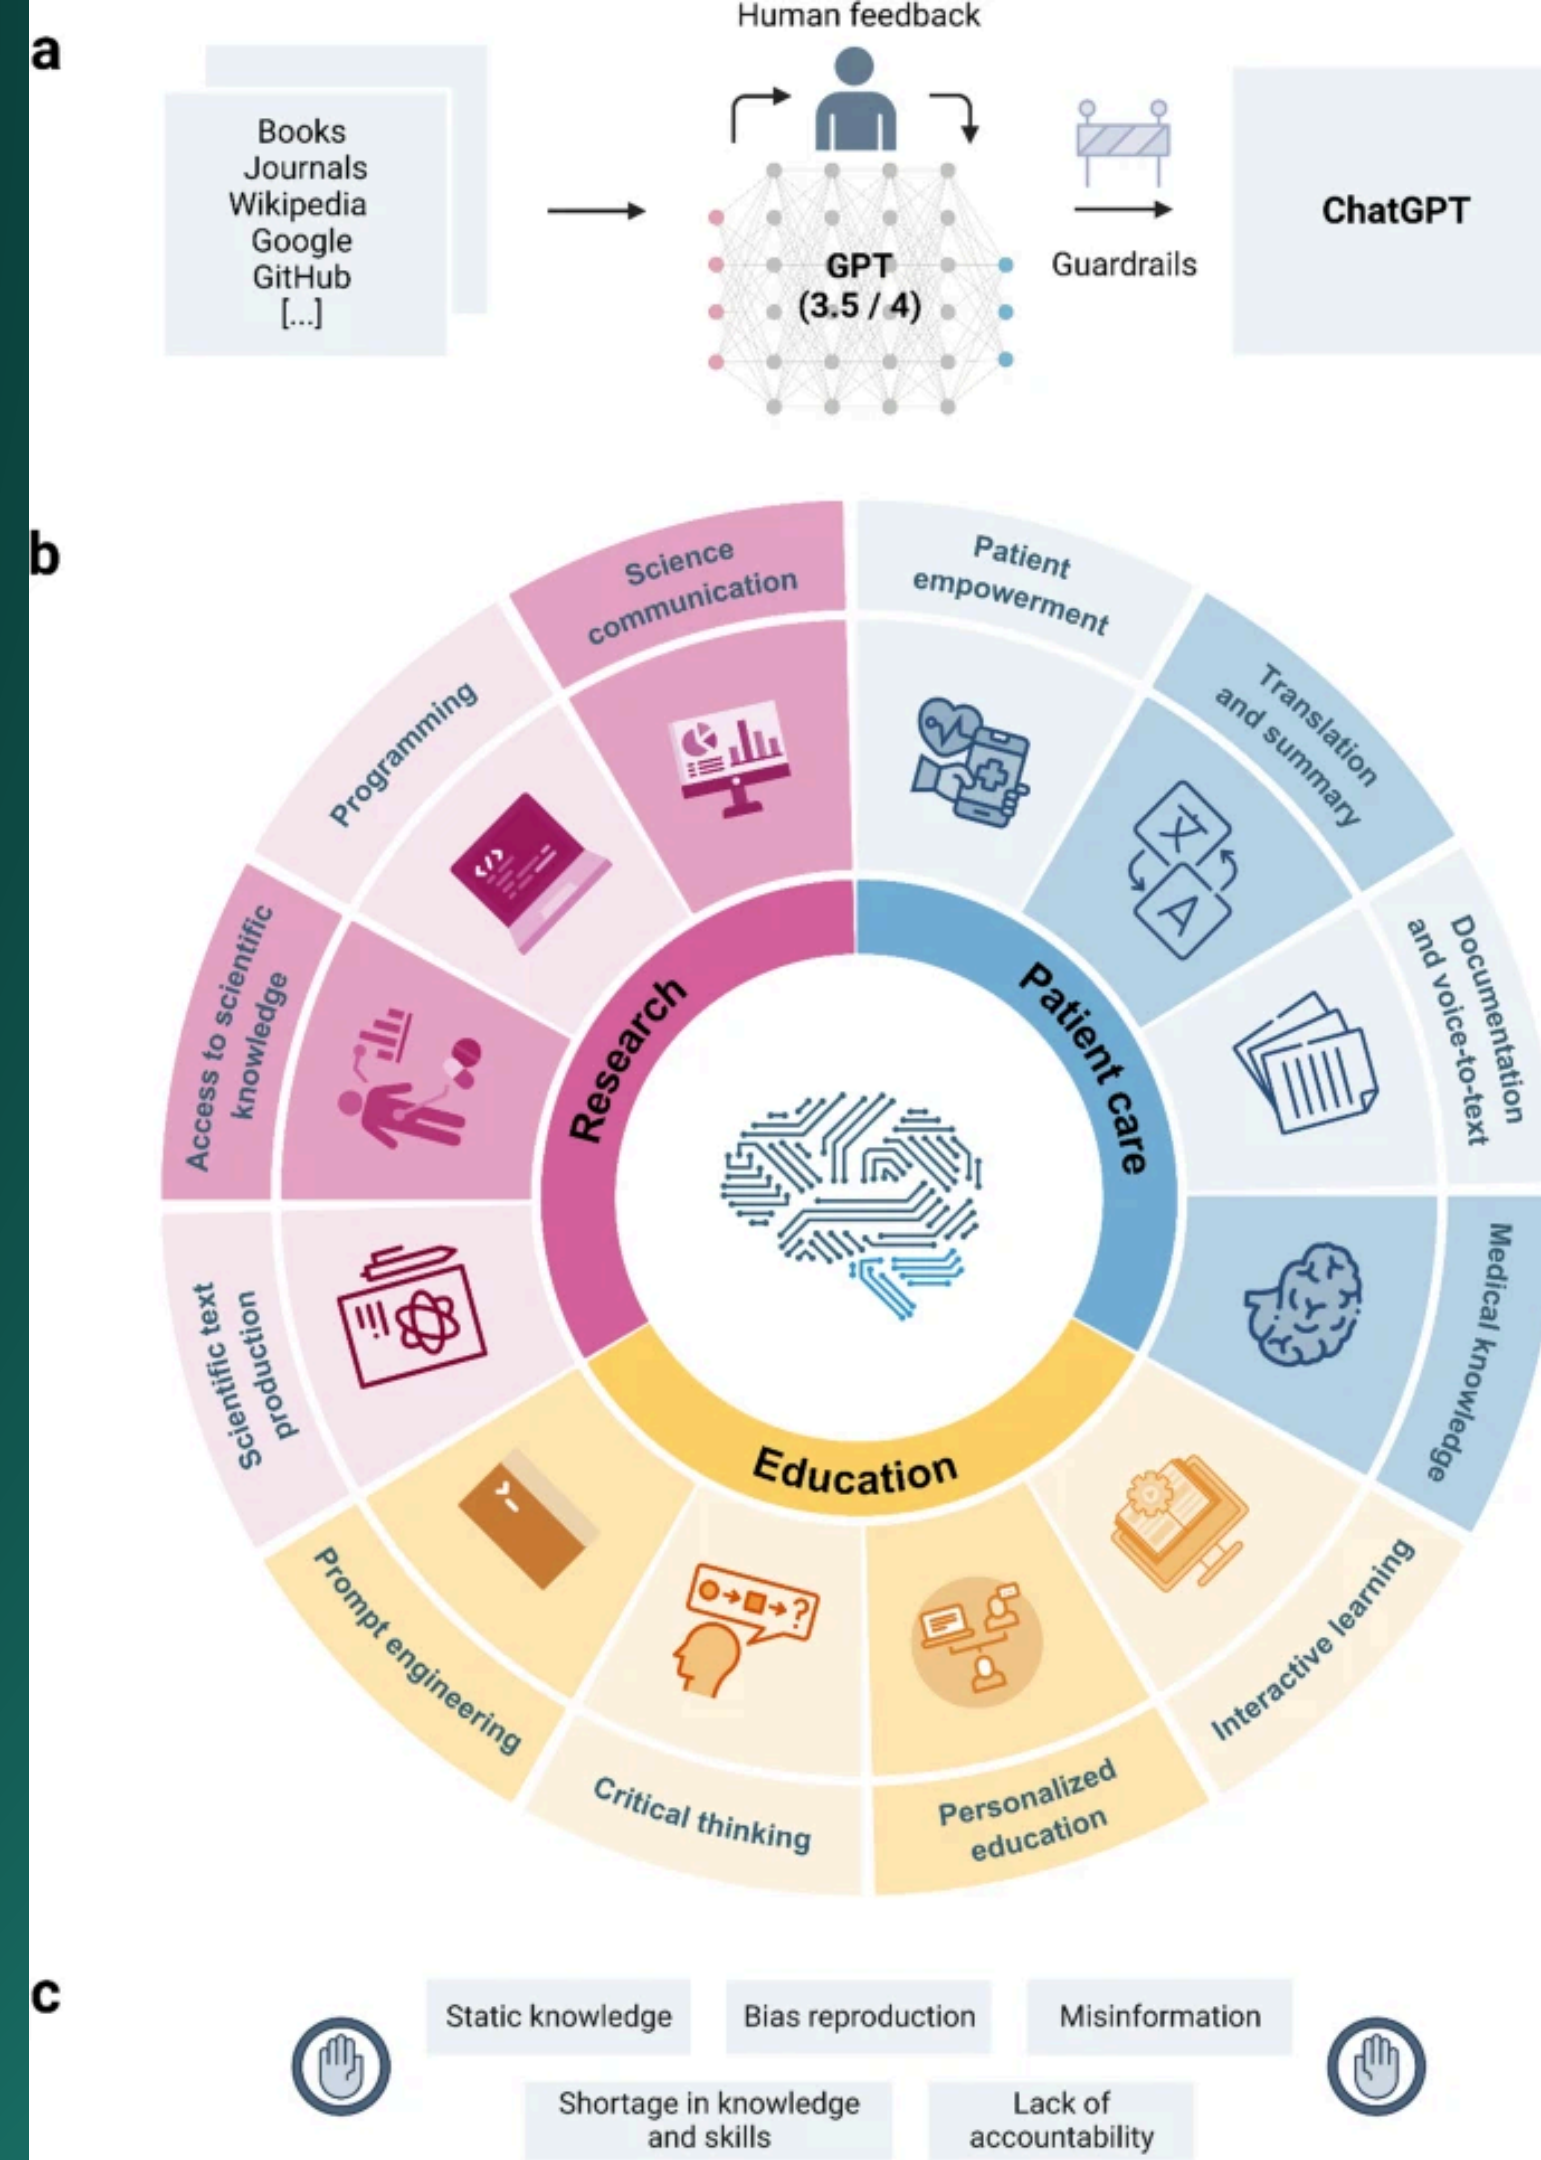 a
Human feedback
Books
Journals
Wikipedia
Google
GitHub
[...]
GPT
(3.5 / 4)
Guardrails
ChatGPT
b
Science
communication
Patient
empowerment
Translation
and summary
Documentation
and voice-to-text
Medical knowledge
Interactive learning
Personalized
education
Critical thinking
Prompt engineering
Scientific text
production
Access to scientific
knowledge
Programming
</>
文
A
>-
?
Research
Patient care
Education
c
Static knowledge
Bias reproduction
Misinformation
Shortage in knowledge
and skills
Lack of
accountability